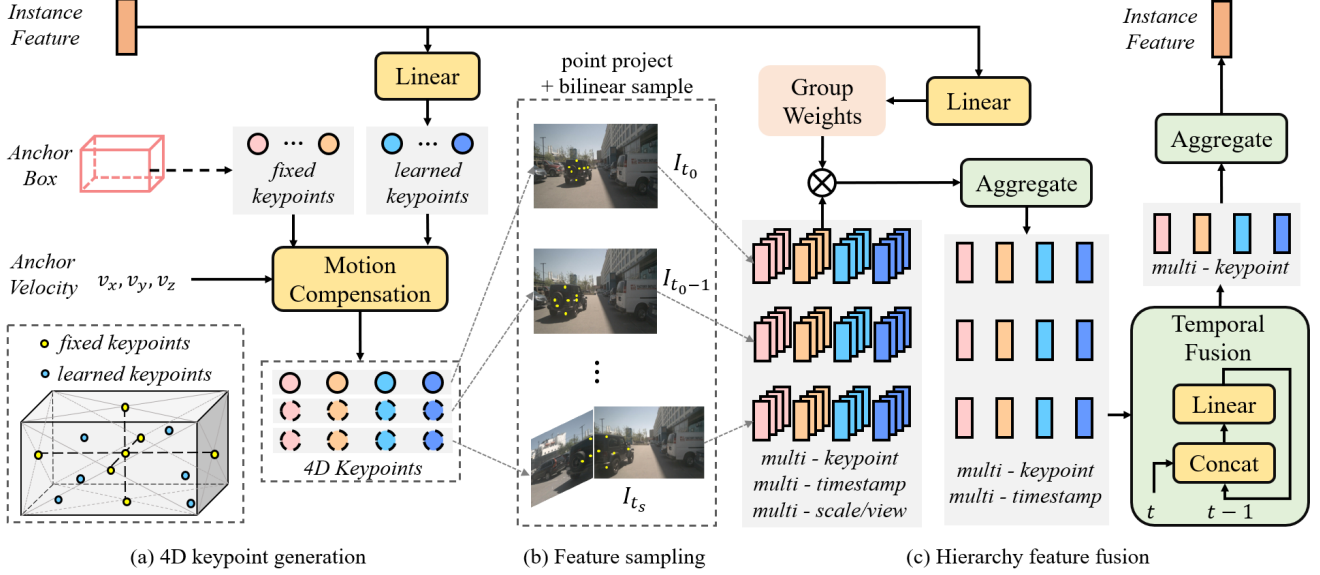 Instance
Feature
Linear
Anchor
Box
fixed
keypoints
learned
keypoints
Anchor
Velocity
v_x, v_y, v_z
Motion
Compensation
fixed keypoints
learned keypoints
4D Keypoints
(a) 4D keypoint generation
point project
+ bilinear sample
I_{t_0}
I_{t_0-1}
I_{t_s}
(b) Feature sampling
Group
Weights
Linear
Aggregate
multi - keypoint
multi - timestamp
multi - scale/view
multi - keypoint
multi - timestamp
Instance
Feature
Aggregate
multi - keypoint
Temporal
Fusion
Linear
Concat
t
t − 1
(c) Hierarchy feature fusion